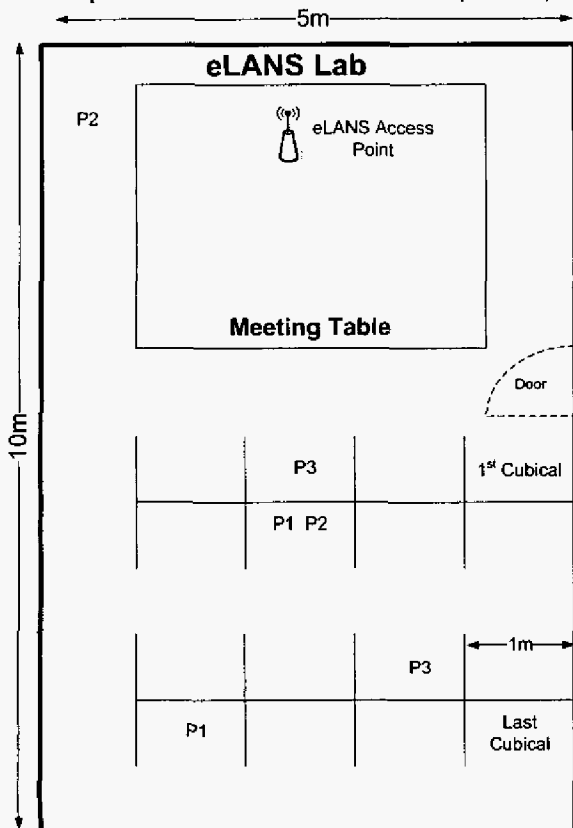 5m
eLANS Lab
P2
eLANS Access
Point
Meeting Table
Door
10m
P3
1st Cubical
P1 P2
1m
P3
P1
Last
Cubical